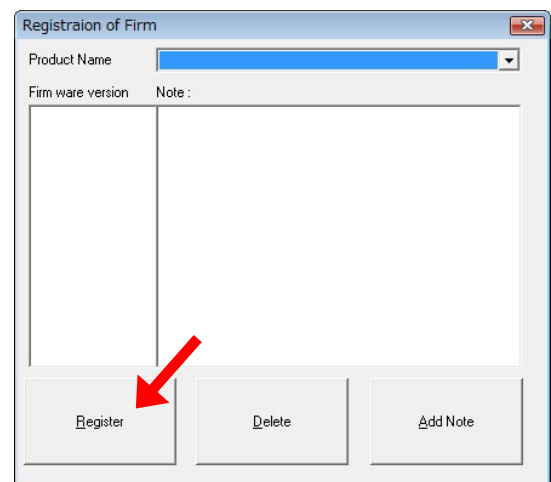 Registraion of Firm
Product Name
Firm ware version Note :
Register Delete Add Note